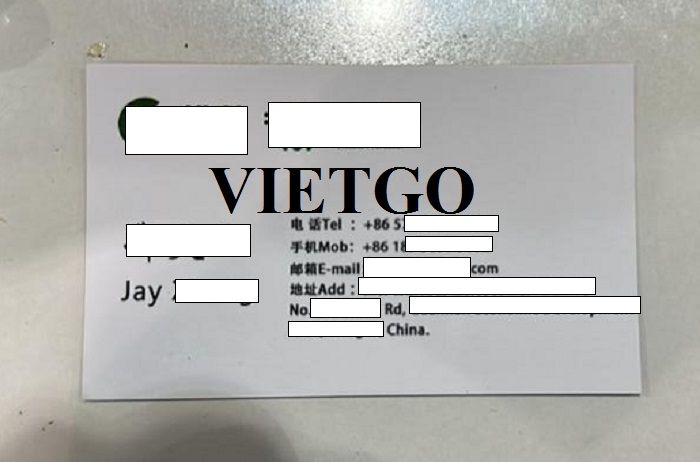 VIETGO
电 话Tel ： +86 5
手机Mob： +86 18
邮箱E-mail com
地址Add ：
Jay
No. Rd,
China.